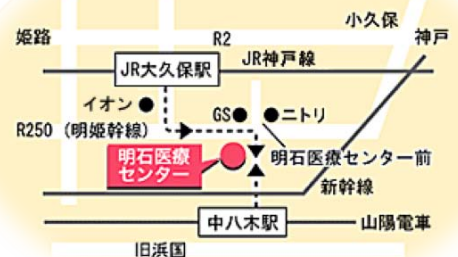 小久保
姫路
R2
神戸
JR神戸線
JR大久保駅
イオン
GS
ニトリ
R250（明姫幹線）
明石医療
センター
明石医療センター前
新幹線
中八木駅
山陽電車
旧浜国